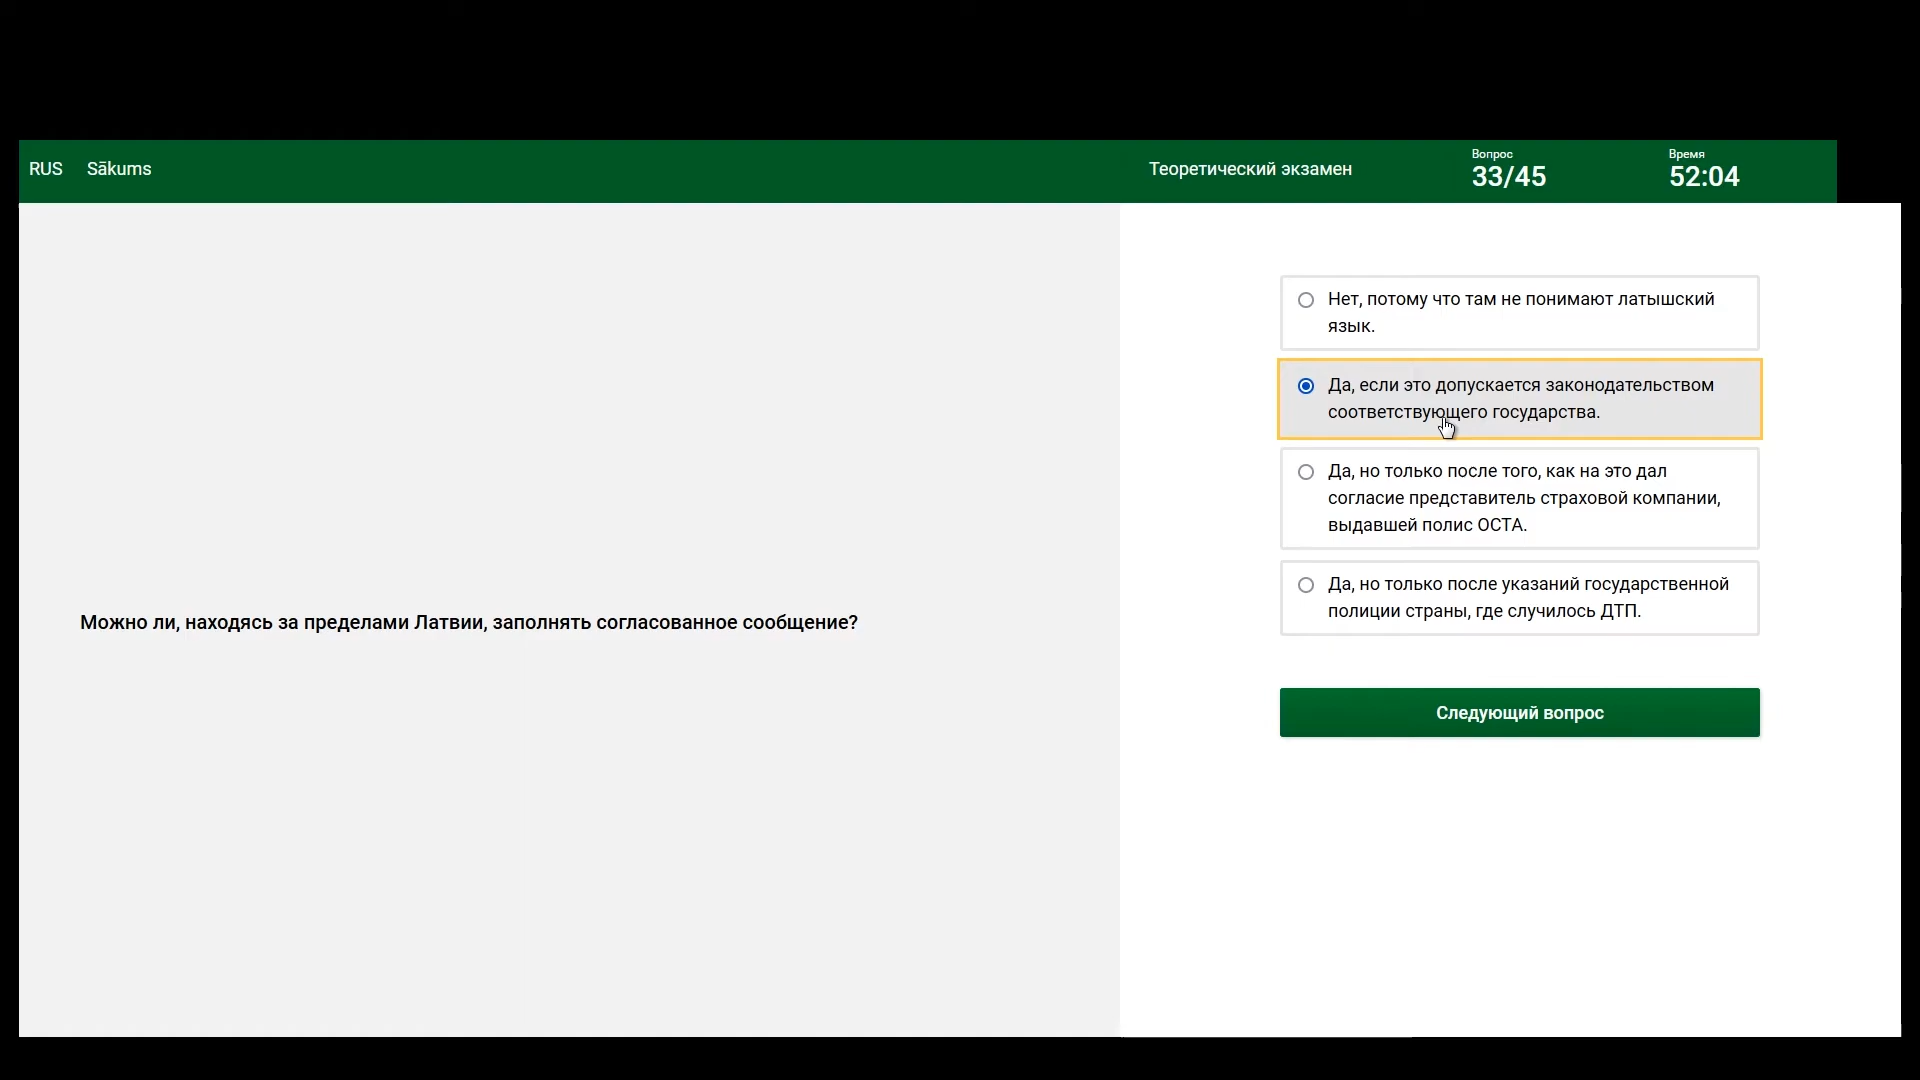 RUS Sākums Теоретический экзамен
Вопрос
33/45
Время
52:04
Можно ли, находясь за пределами Латвии, заполнять согласованное сообщение?
Нет, потому что там не понимают латышский
язык.
Да, если это допускается законодательством
соответствующего государства.
Да, но только после того, как на это дал
согласие представитель страховой компании,
выдавшей полис ОСТА.
Да, но только после указаний государственной
полиции страны, где случилось ДТП.
Следующий вопрос